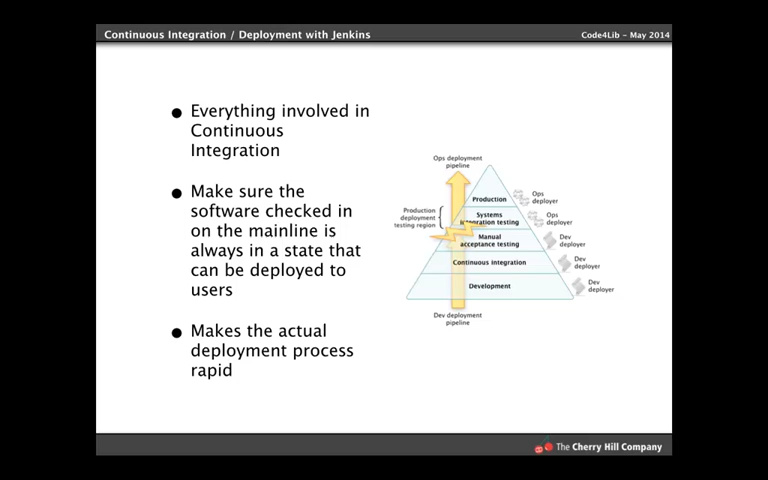 Continuous Integration / Deployment with Jenkins
Code4Lib – May 2014
• Everything involved in
Continuous
Integration
• Make sure the
software checked in
on the mainline is
always in a state that
can be deployed to
users
• Makes the actual
deployment process
rapid
Ops deployment
pipeline
Production
Ops
deployer
Production
deployment
testing region
Systems
integration testing
Ops
deployer
Manual
acceptance testing
Dev
deployer
Continuous integration
Dev
deployer
Development
Dev
deployer
Dev deployment
pipeline
The Cherry Hill Company